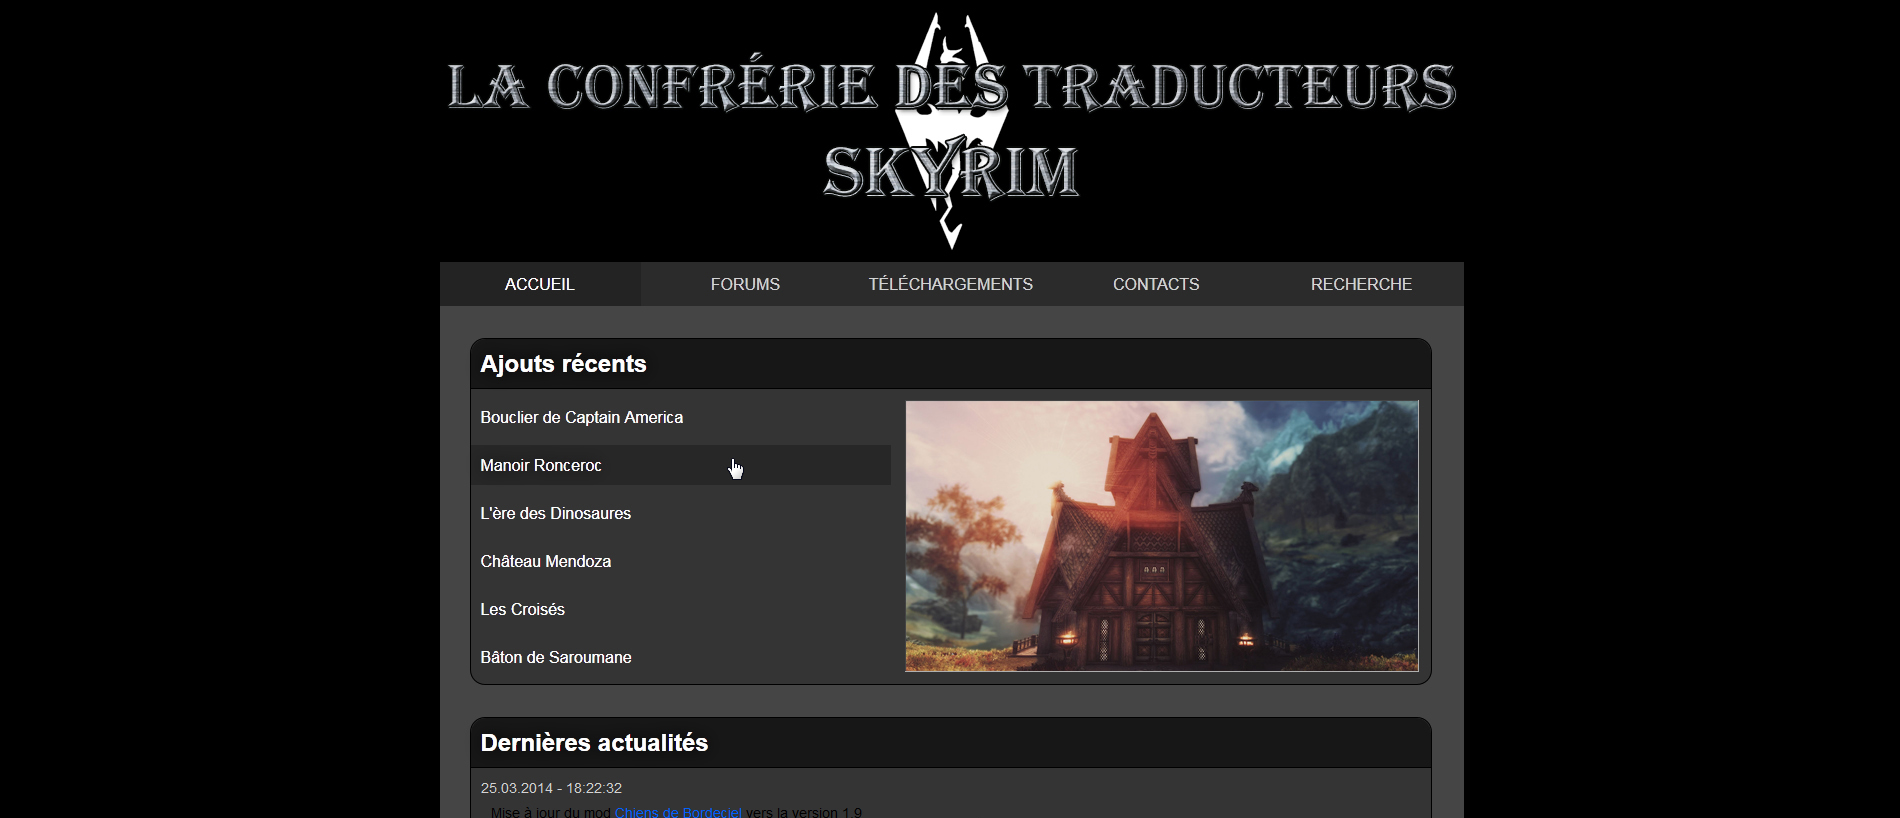 LA CONFRÉRIE DES TRADUCTEURS
SKYRIM
ACCUEIL FORUMS TÉLÉCHARGEMENTS CONTACTS RECHERCHE
Ajouts récents
Bouclier de Captain America
Manoir Ronceroc
L'ère des Dinosaures
Château Mendoza
Les Croisés
Bâton de Saroumane
Dernières actualités
25.03.2014 - 18:22:32
Mise à jour du mod Chiens de Bordeciel vers la version 1.9